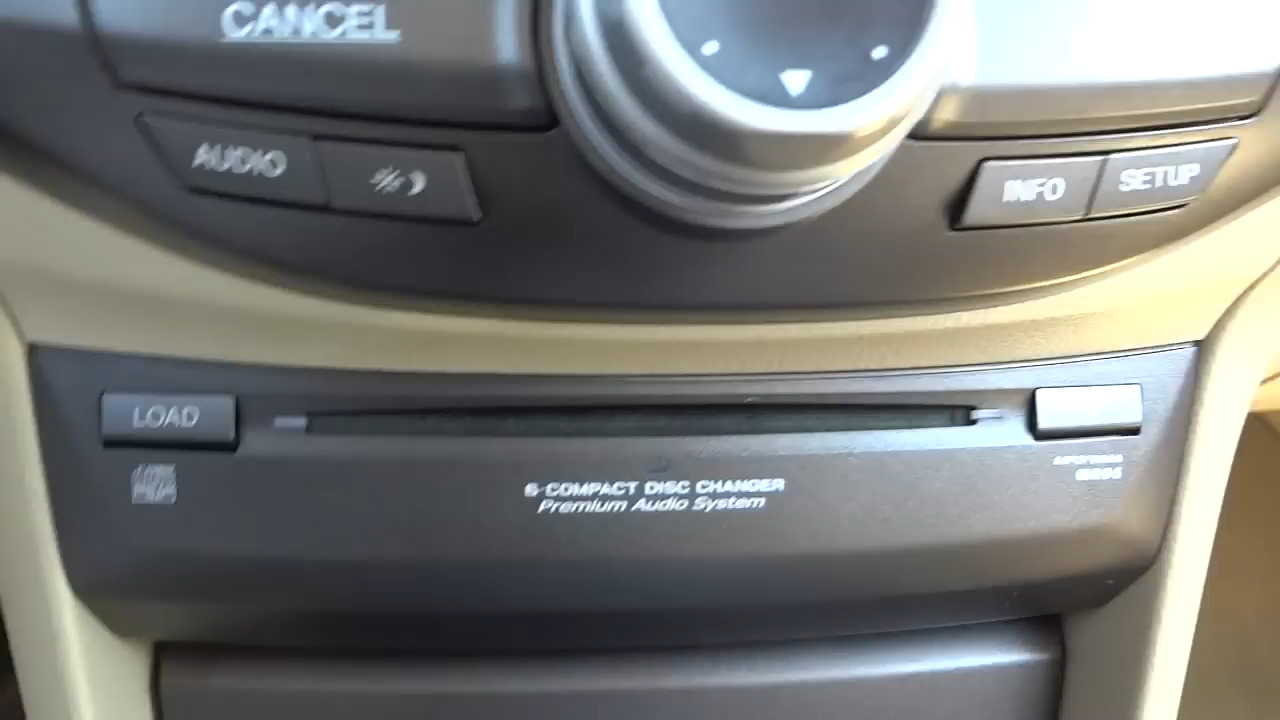 CANCEL
AUDIO
INFO
SETUP
LOAD
6-COMPACT DISC CHANGER
Premium Audio System